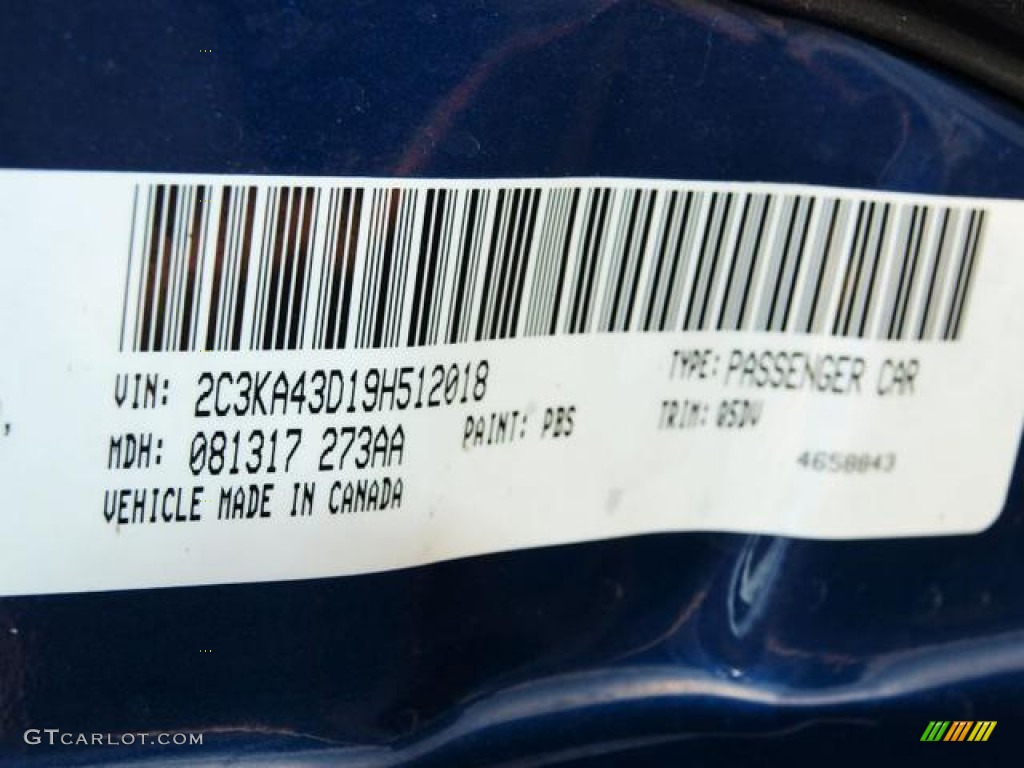 VIN: 2C3KA43D19H512018
TYPE: PASSENGER CAR
MDH: 081317 273AA
PAINT: PBS
TRIM: 05DV
VEHICLE MADE IN CANADA
4658043
GTCARLOT.COM